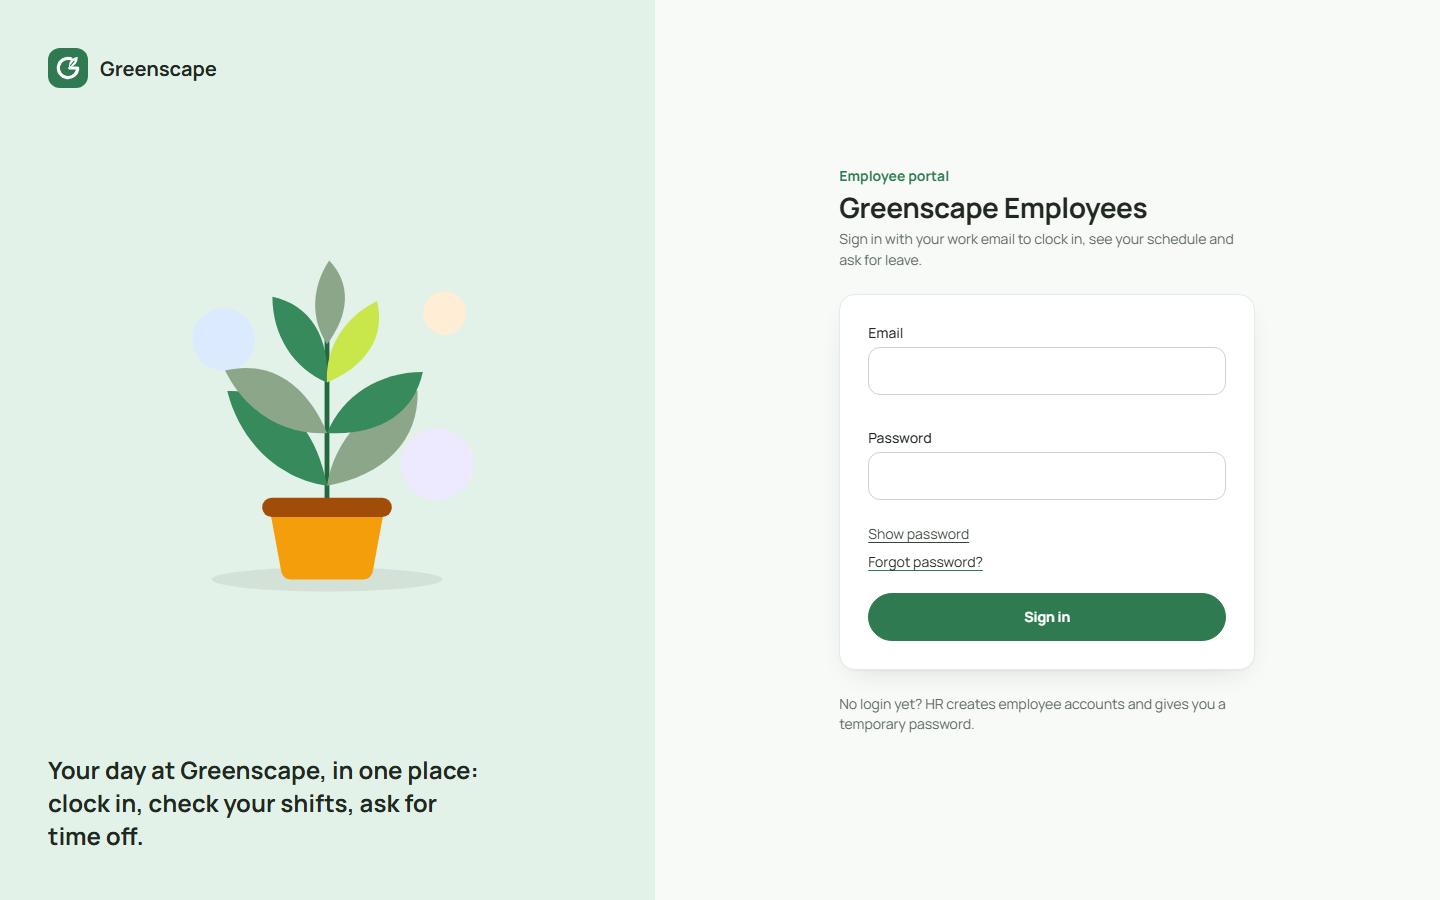 Greenscape
Your day at Greenscape, in one place:
clock in, check your shifts, ask for
time off.
Employee portal
Greenscape Employees
Sign in with your work email to clock in, see your schedule and
ask for leave.
Email
Password
Show password
Forgot password?
Sign in
No login yet? HR creates employee accounts and gives you a
temporary password.